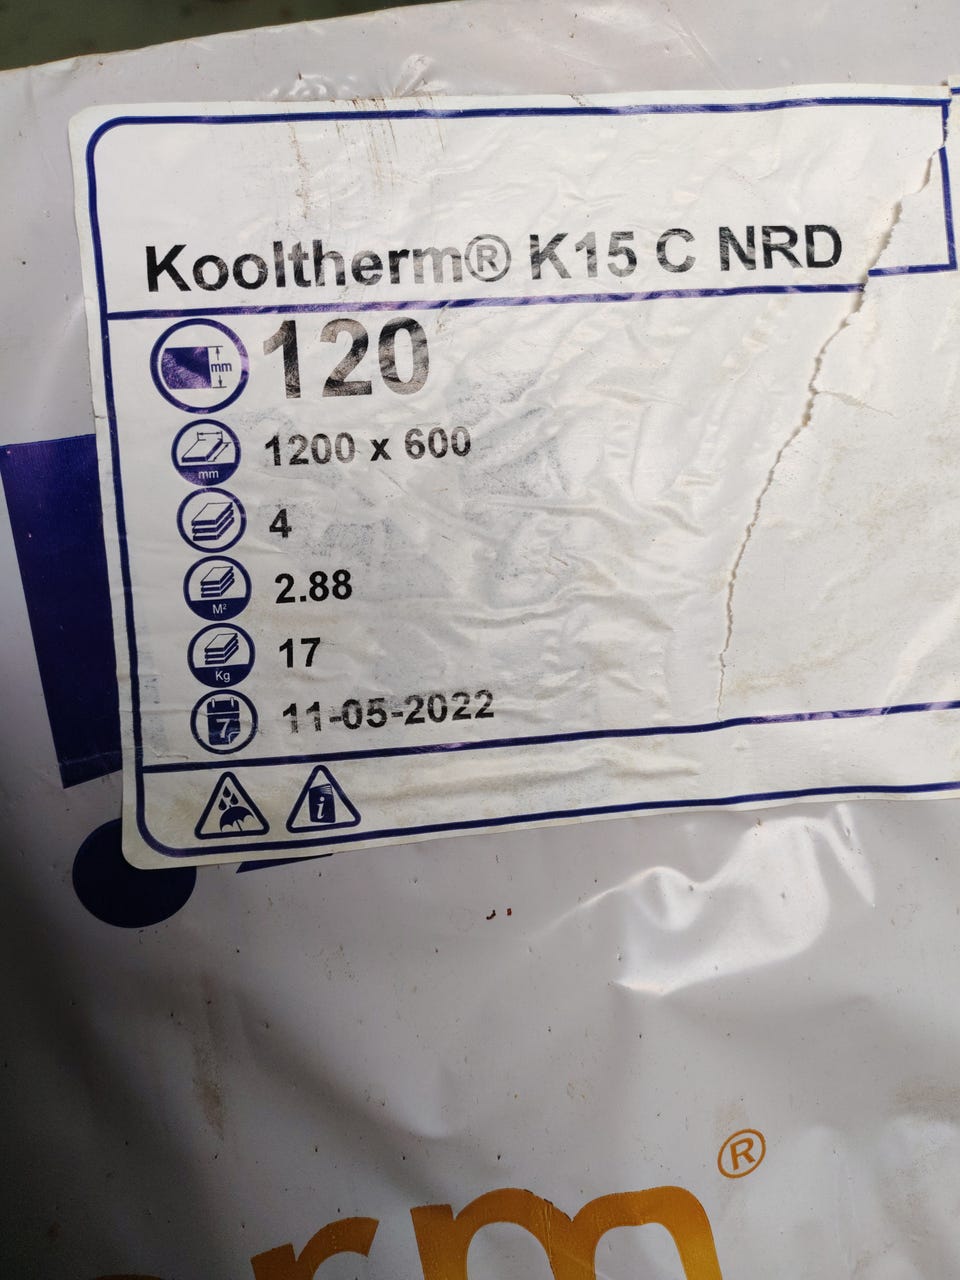 Kooltherm® K15 C NRD
mm 120
mm 1200 x 600
4
M² 2.88
Kg 17
7 11-05-2022
i
®
rm